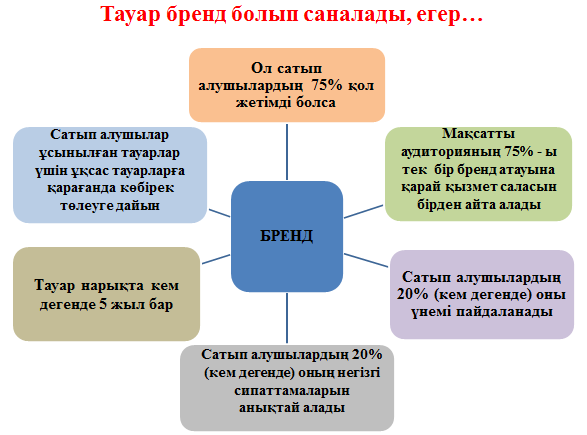 Тауар бренд болып саналады, егер…
Ол сатып
алушылардың 75% қол
жетімді болса
Мақсатты
аудиторияның 75% - ы
тек бір бренд атауына
қарай қызмет саласын
бірден айта алады
Сатып алушылардың
20% (кем дегенде) оны
үнемі пайдаланады
Сатып алушылардың 20%
(кем дегенде) оның негізгі
сипаттамаларын
анықтай алады
Тауар нарықта кем
дегенде 5 жыл бар
Сатып алушылар
ұсынылған тауарлар
үшін ұқсас тауарларға
қарағанда көбірек
төлеуге дайын
БРЕНД